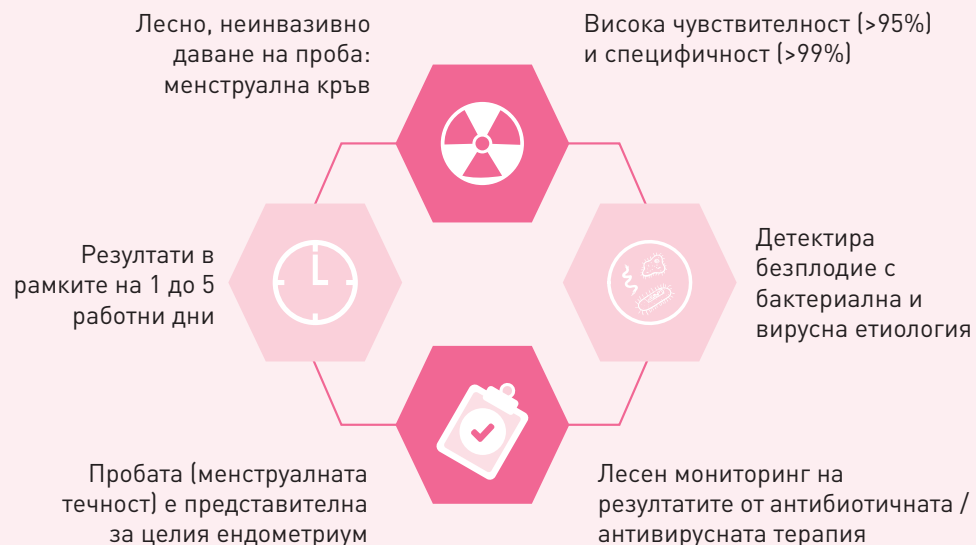 Лесно, неинвазивно
даване на проба:
менструална кръв
Висока чувствителност (>95%)
и специфичност (>99%)
Резултати в
рамките на 1 до 5
работни дни
Детектира
безплодие с
бактериална и
вирусна етиология
Пробата (менструалната
течност) е представителна
за целия ендометриум
Лесен мониторинг на
резултатите от антибиотичната /
антивирусната терапия